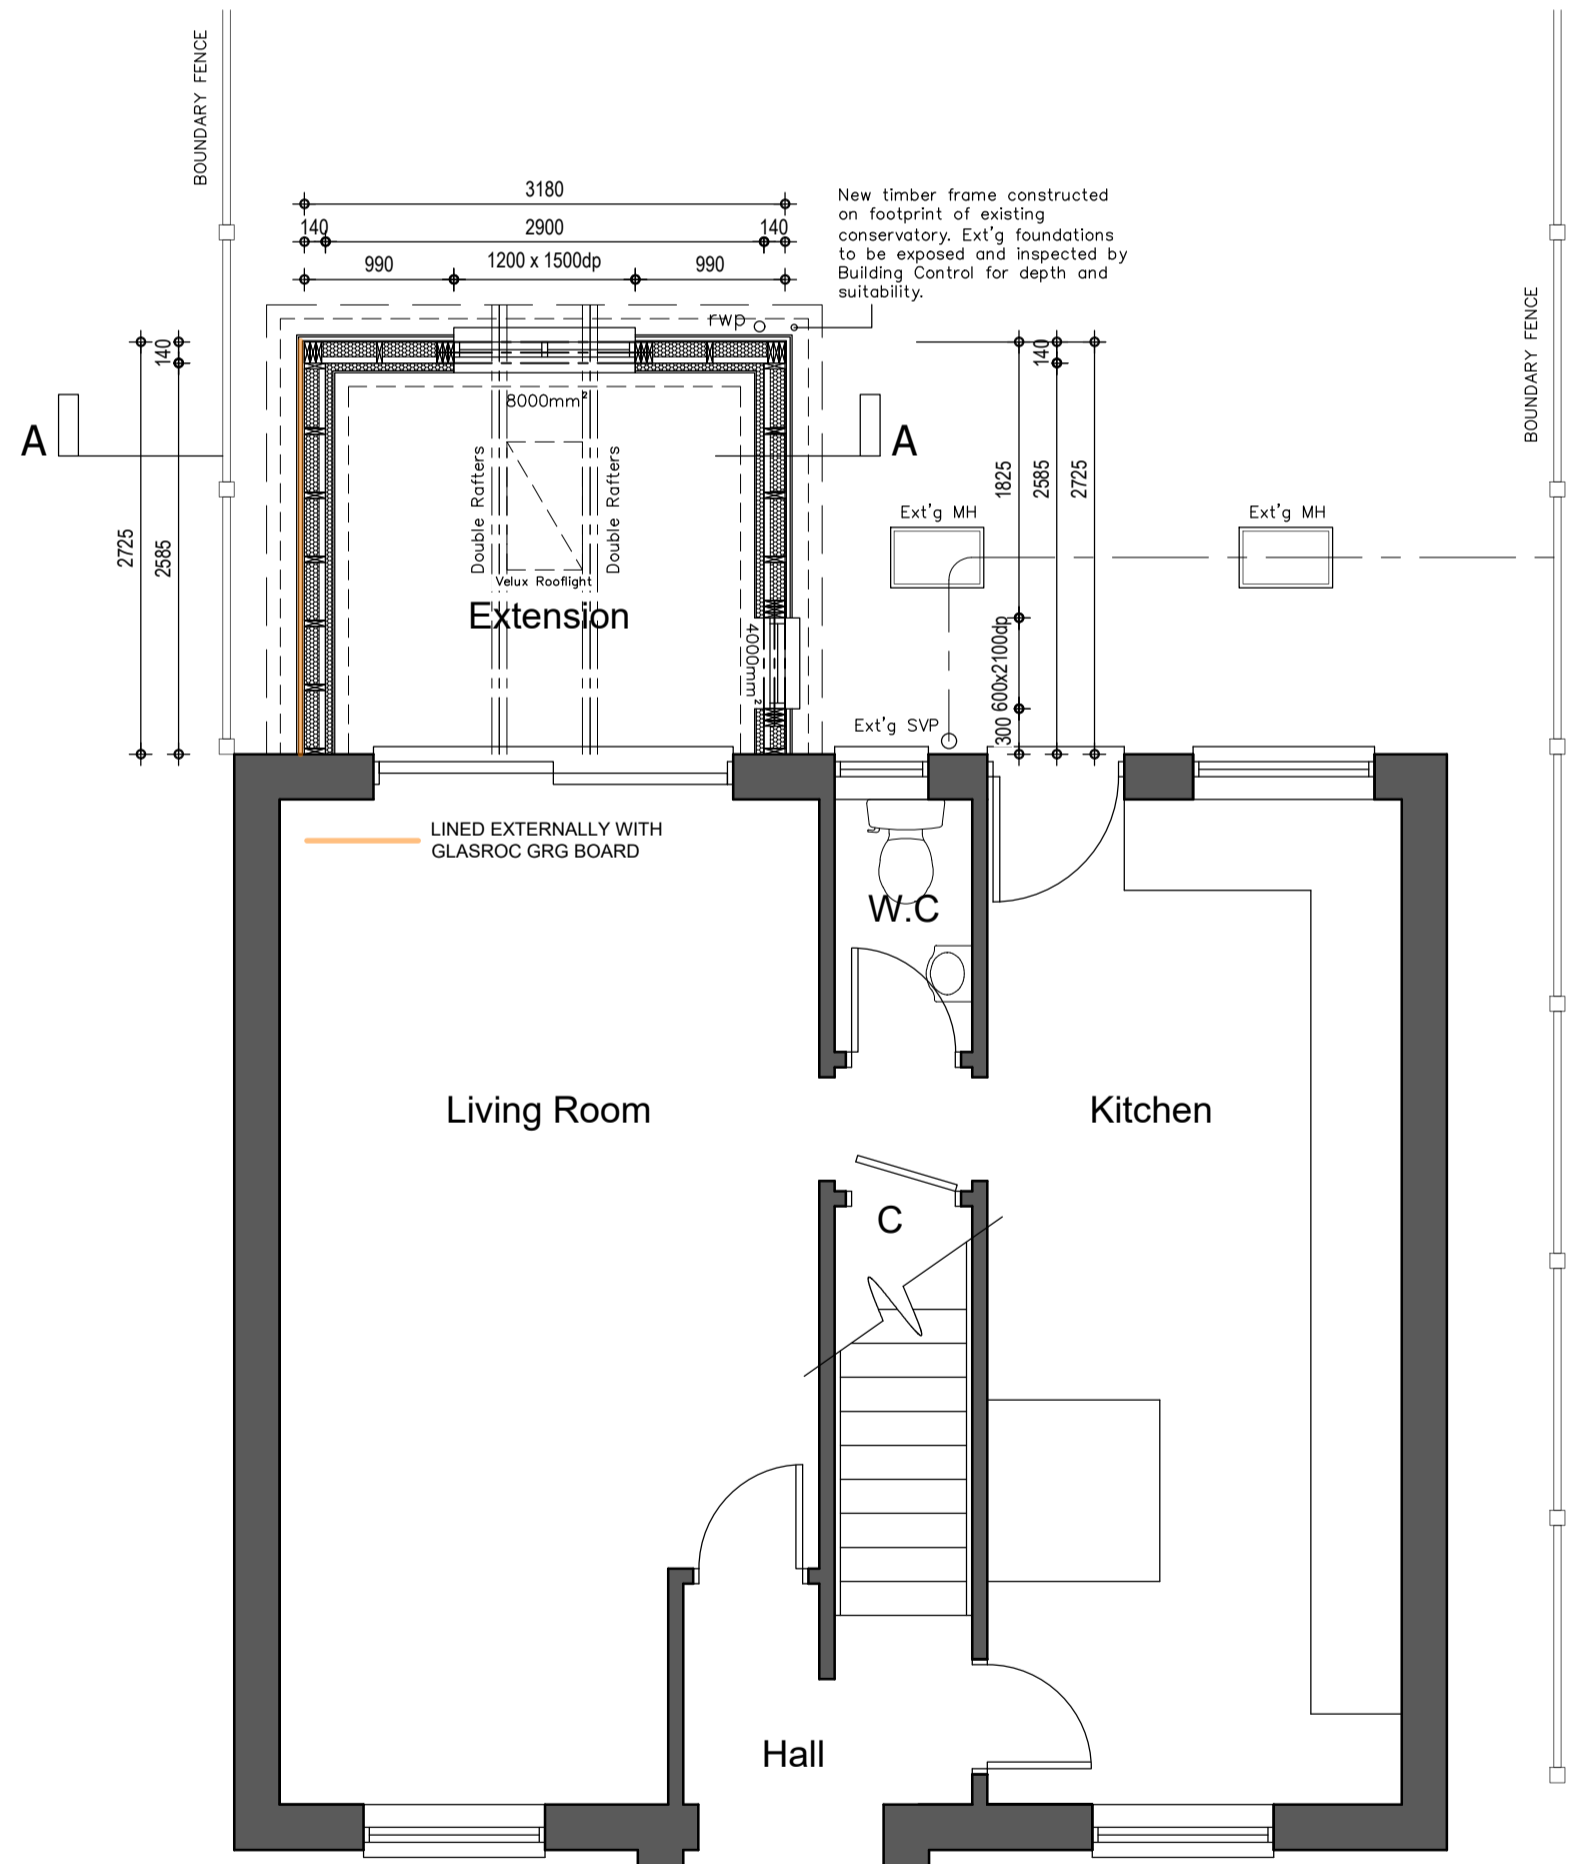 BOUNDARY FENCE
3180
140
2900
140
990
1200 x 1500dp
990
New timber frame constructed
on footprint of existing
conservatory. Ext'g foundations
to be exposed and inspected by
Building Control for depth and
suitability.
BOUNDARY FENCE
rwp
140
140
8000mm²
A
A
Double Rafters
Double Rafters
1825
2585
2725
Ext'g MH
Ext'g MH
2725
2585
Velux Rooflight
Extension
4000mm²
600x2100dp
300
Ext'g SVP
LINED EXTERNALLY WITH
GLASROC GRG BOARD
W.C
Living Room
Kitchen
C
Hall